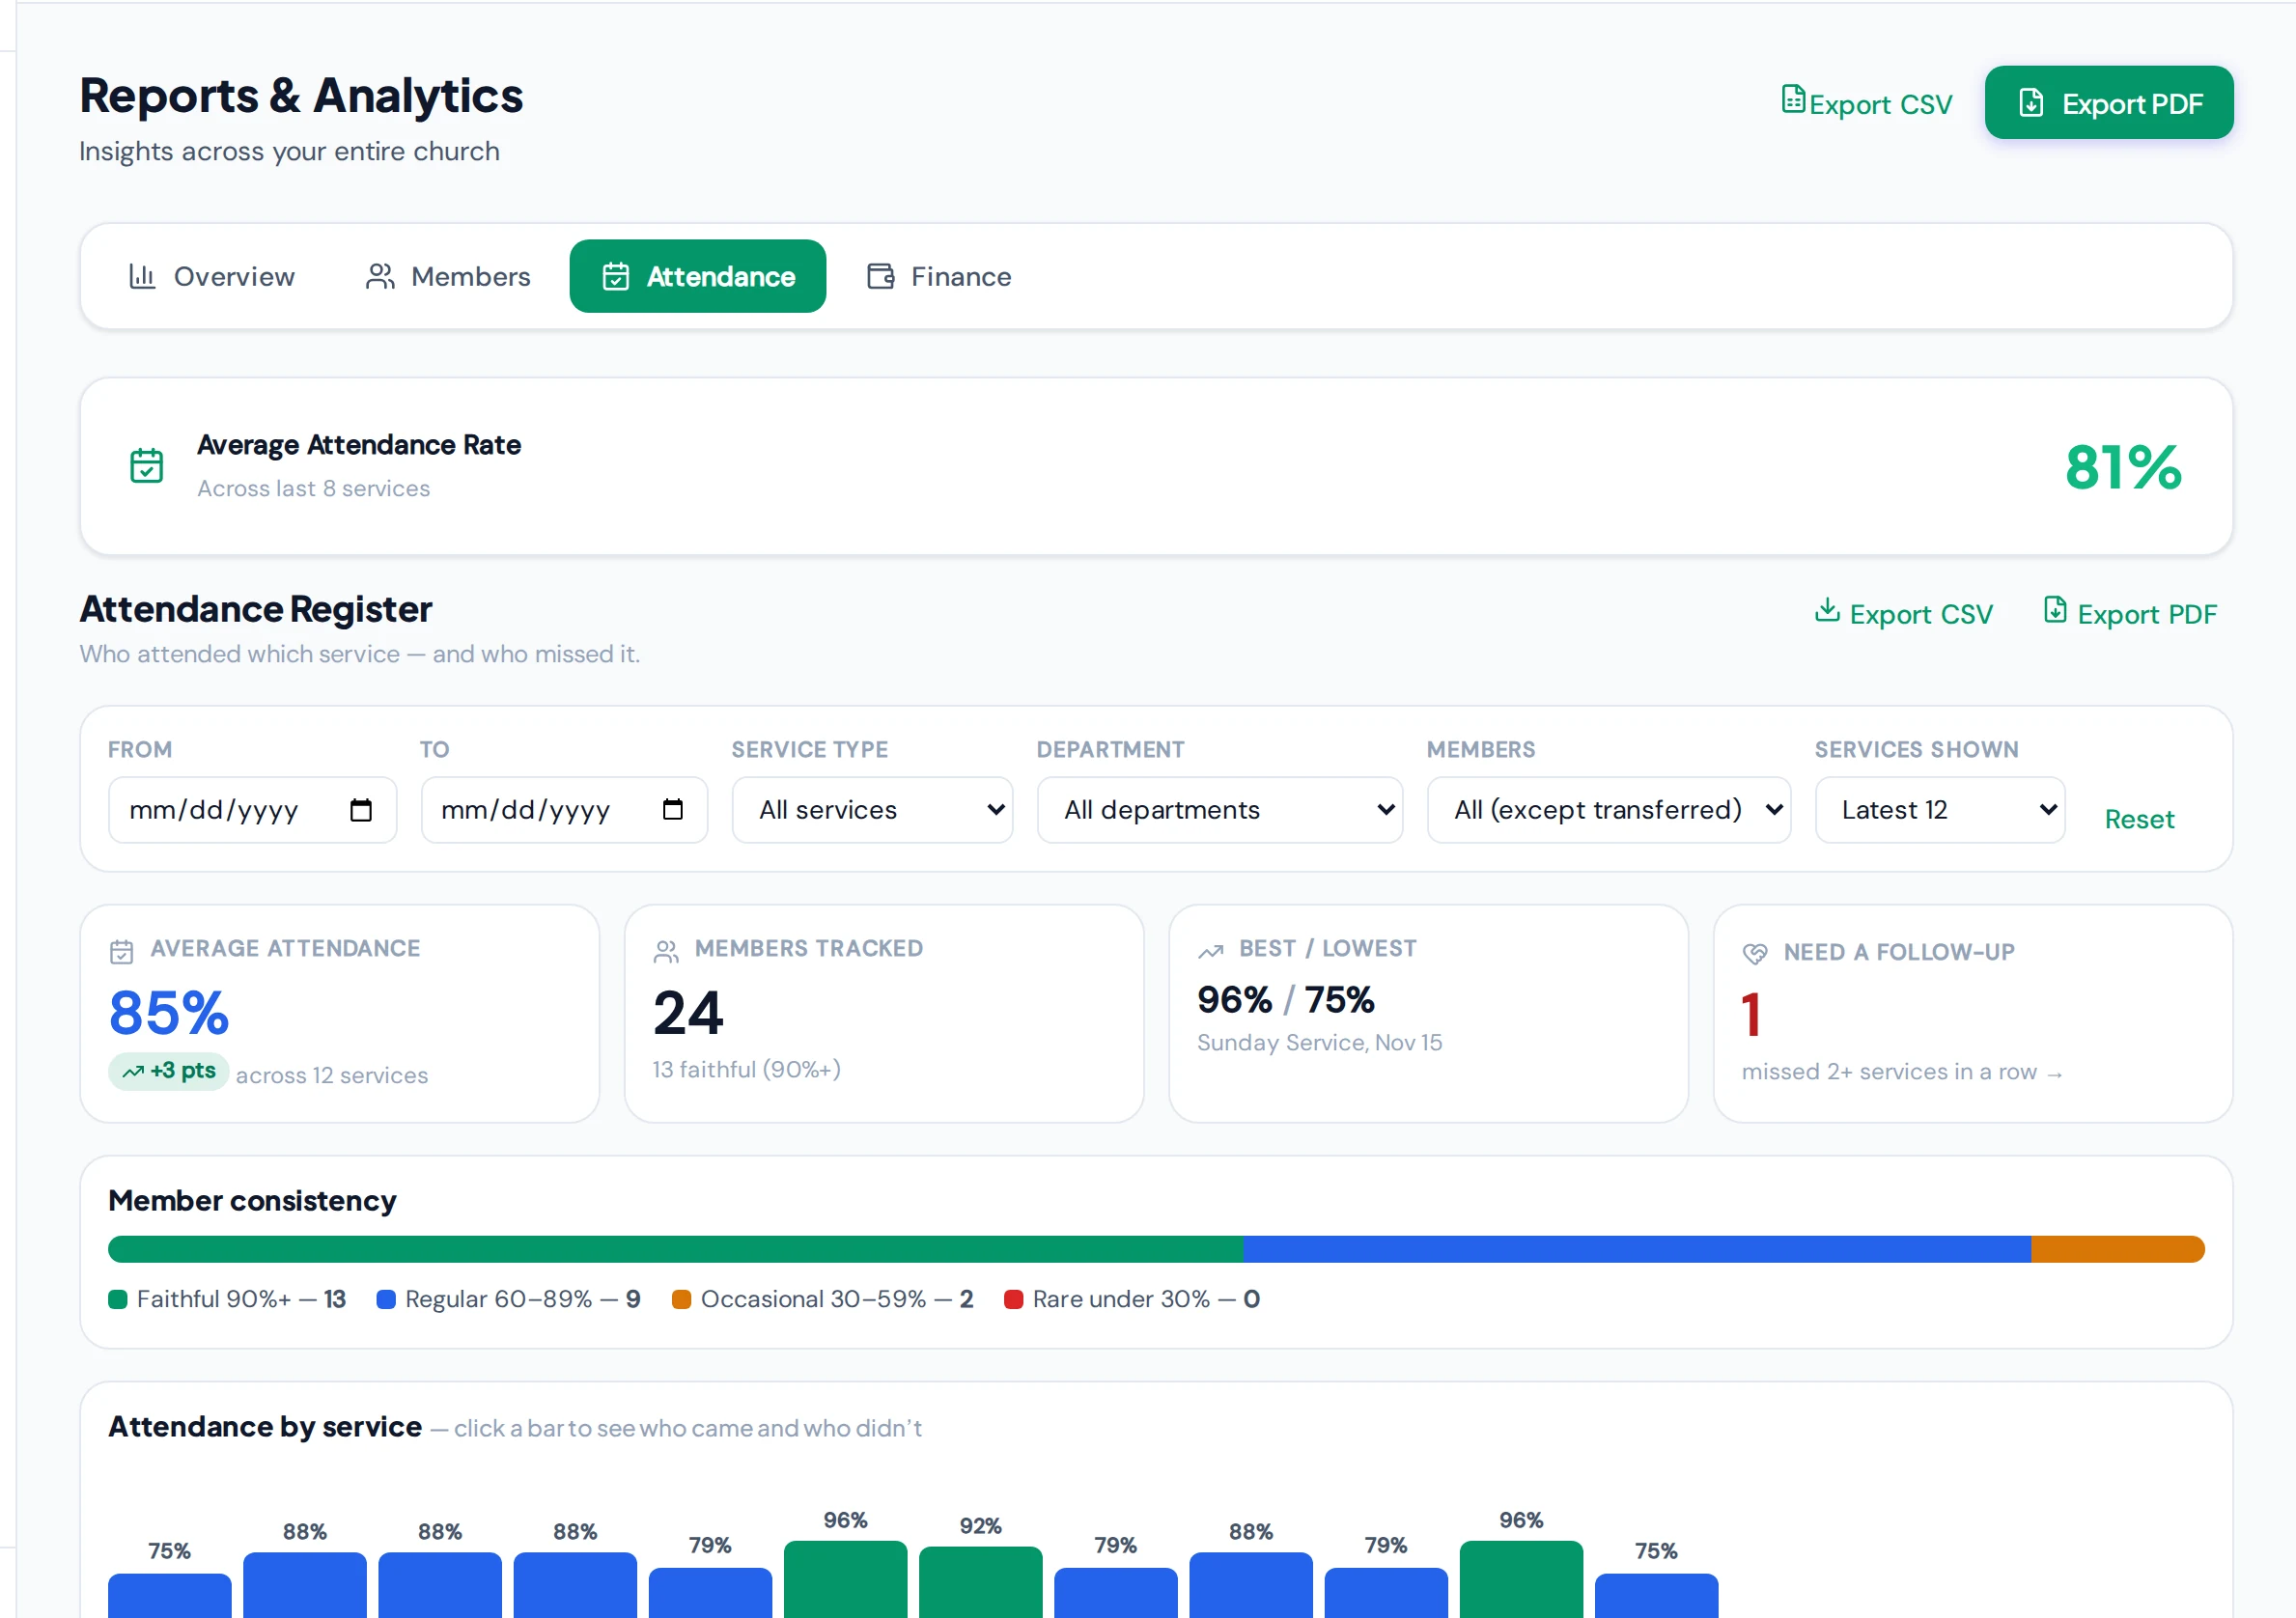 Reports & Analytics
Insights across your entire church
Export CSV
Export PDF
Overview
Members
Attendance
Finance
Average Attendance Rate
Across last 8 services
81%
Attendance Register
Who attended which service — and who missed it.
Export CSV
Export PDF
FROM
TO
SERVICE TYPE
DEPARTMENT
MEMBERS
SERVICES SHOWN
mm/dd/yyyy
mm/dd/yyyy
All services
All departments
All (except transferred)
Latest 12
Reset
AVERAGE ATTENDANCE
85%
+3 pts across 12 services
MEMBERS TRACKED
24
13 faithful (90%+)
BEST / LOWEST
96% / 75%
Sunday Service, Nov 15
NEED A FOLLOW-UP
1
missed 2+ services in a row →
Member consistency
Faithful 90%+ — 13
Regular 60–89% — 9
Occasional 30–59% — 2
Rare under 30% — 0
Attendance by service — click a bar to see who came and who didn't
75%
88%
88%
88%
79%
96%
92%
79%
88%
79%
96%
75%